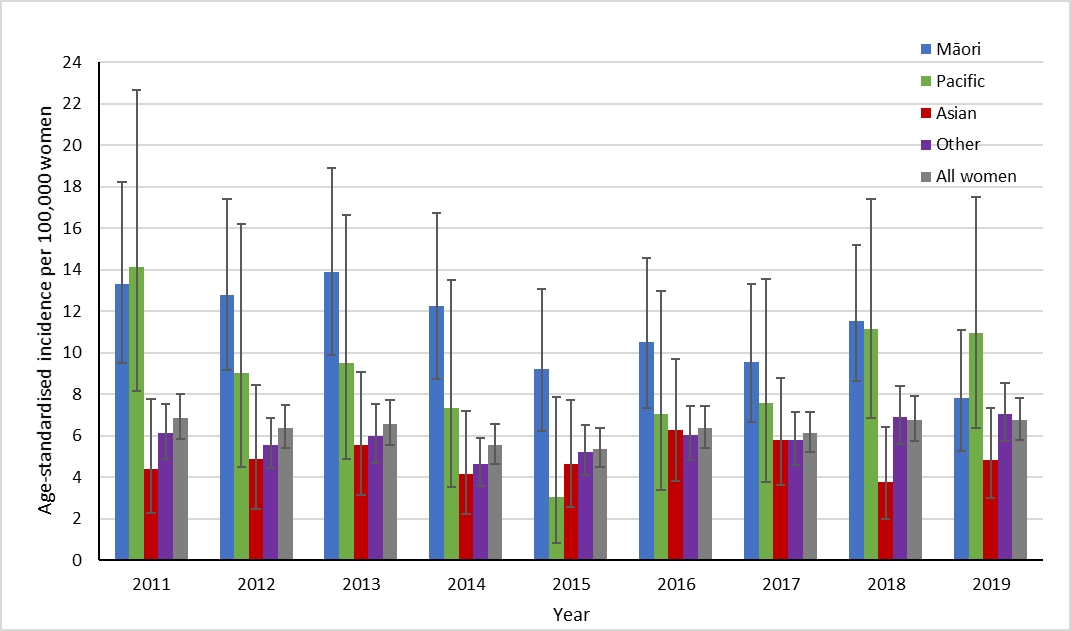 Māori
Pacific
Asian
Other
All women
24
22
20
18
16
14
12
10
8
6
4
2
0
Age-standardised incidence per 100,000 women
2011 2012 2013 2014 2015 2016 2017 2018 2019
Year